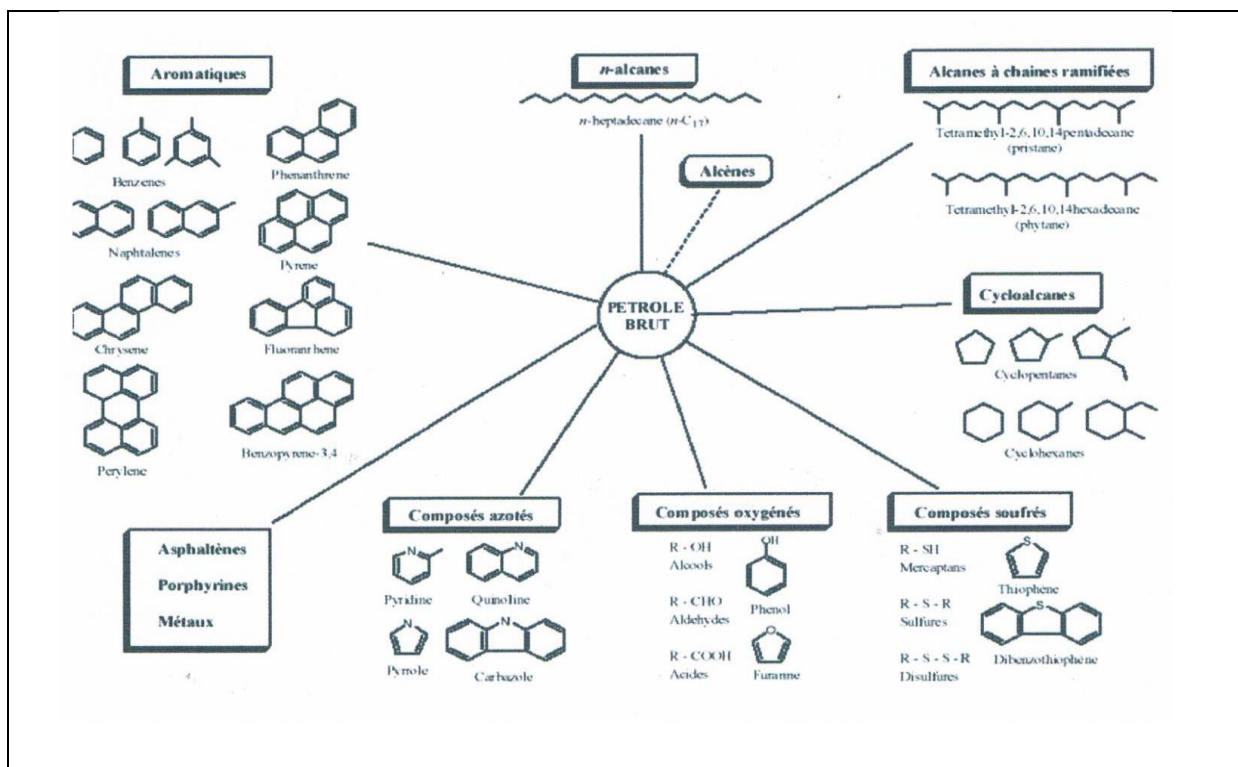 Aromatiques
Benzenes
Phenanthrene
Naphtalenes
Pyrene
Chrysene
Fluoranthene
Perylene
Benzopyrene-3,4
n-alcanes
n-heptadecane (n-C17)
Alcènes
Alcanes à chaines ramifiées
Tetramethyl-2,6,10,14pentadecane
(pristane)
Tetramethyl-2,6,10,14hexadecane
(phytane)
PETROLE
BRUT
Cycloalcanes
Cyclopentanes
Cyclohexanes
Asphaltènes
Porphyrines
Métaux
Composés azotés
N
Pyridine
N
Quinoline
N
Pyrrole
N
Carbazole
Composés oxygénés
R - OH
Alcools
OH
Phenol
R - CHO
Aldehydes
R - COOH
Acides
O
Furanne
Composés soufrés
R - SH
Mercaptans
S
Thiophène
R - S - R
Sulfures
S
Dibenzothiophène
R - S - S - R
Disulfures